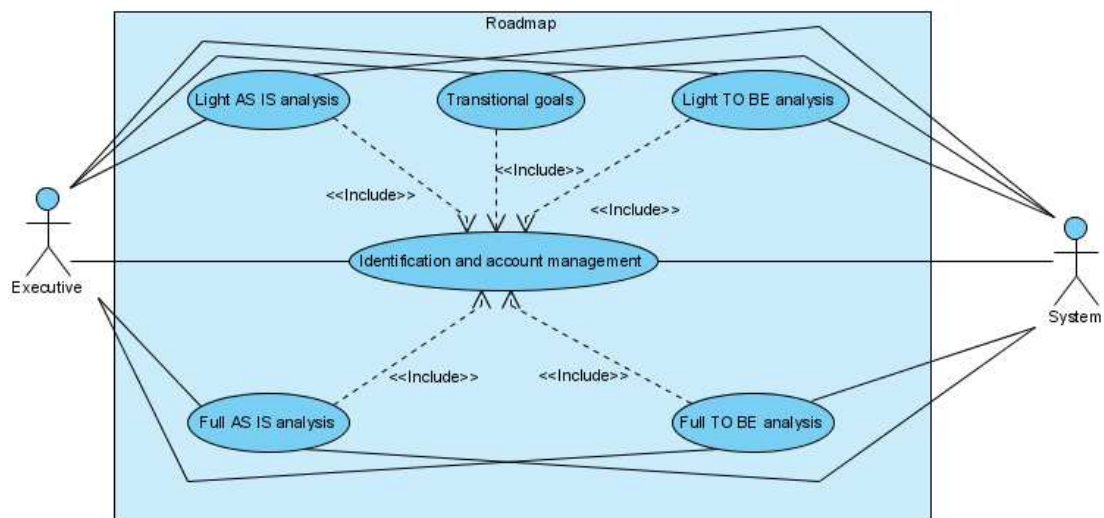 Roadmap
Light AS IS analysis
Transitional goals
Light TO BE analysis
<<Include>>
<<Include>>
<<Include>>
Identification and account management
Executive
System
<<Include>>
<<Include>>
Full AS IS analysis
Full TO BE analysis